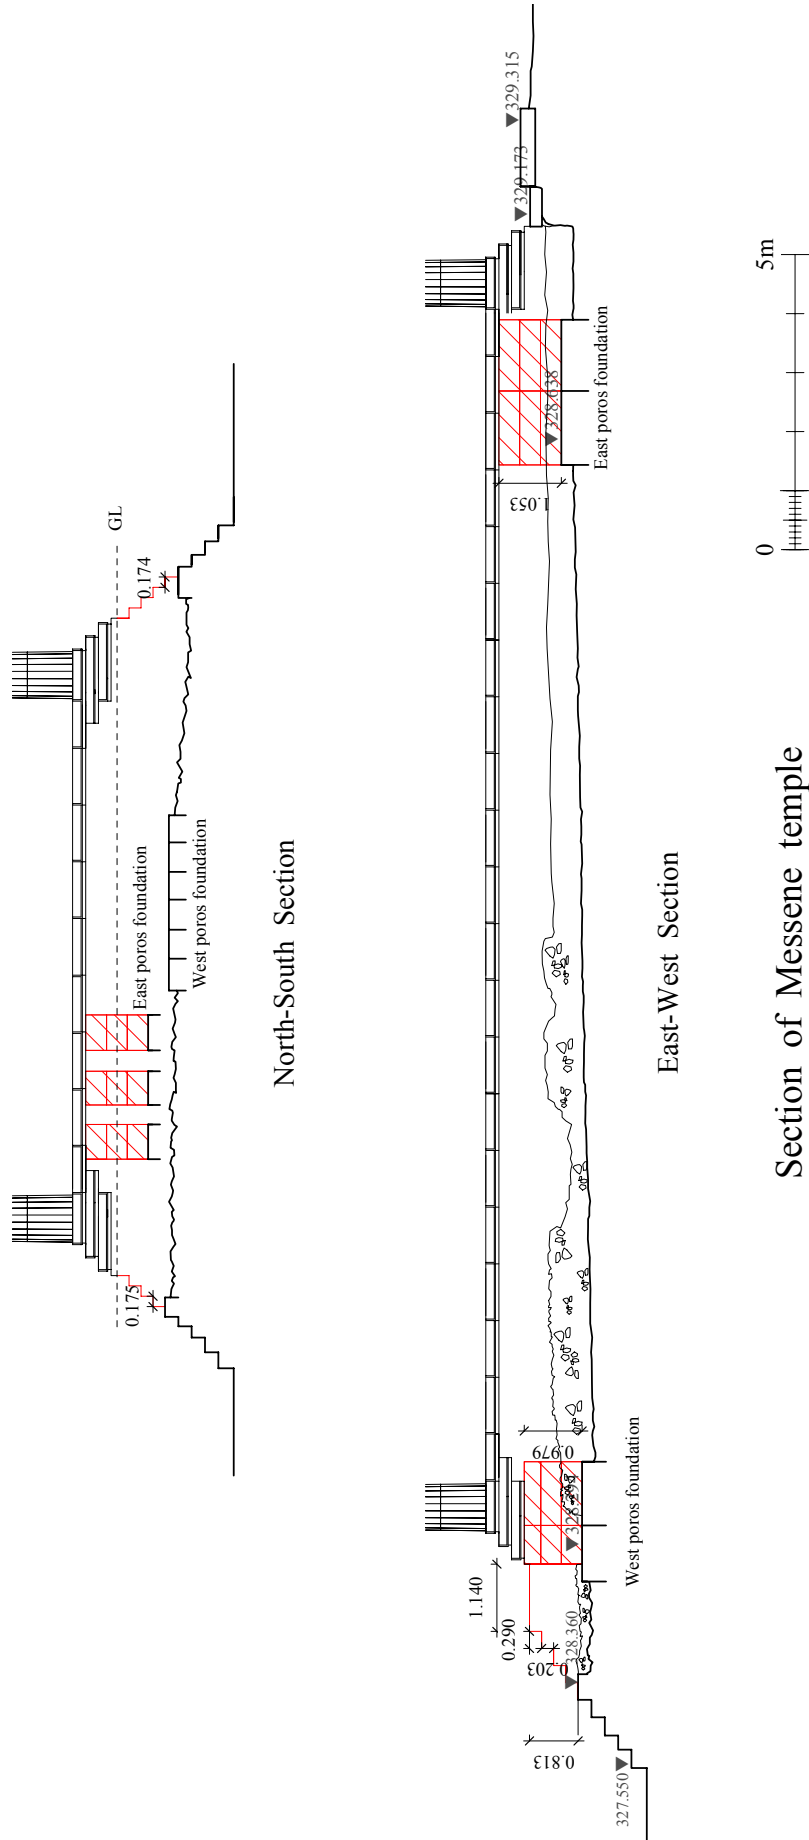 GL
0.174
0.175
East poros foundation
West poros foundation
North-South Section
329.315
329.173
328.638
1.053
East poros foundation
0.979
West poros foundation
1.140
0.290
0.203
328.360
0.813
327.550
East-West Section
0
5m
Section of Messene temple